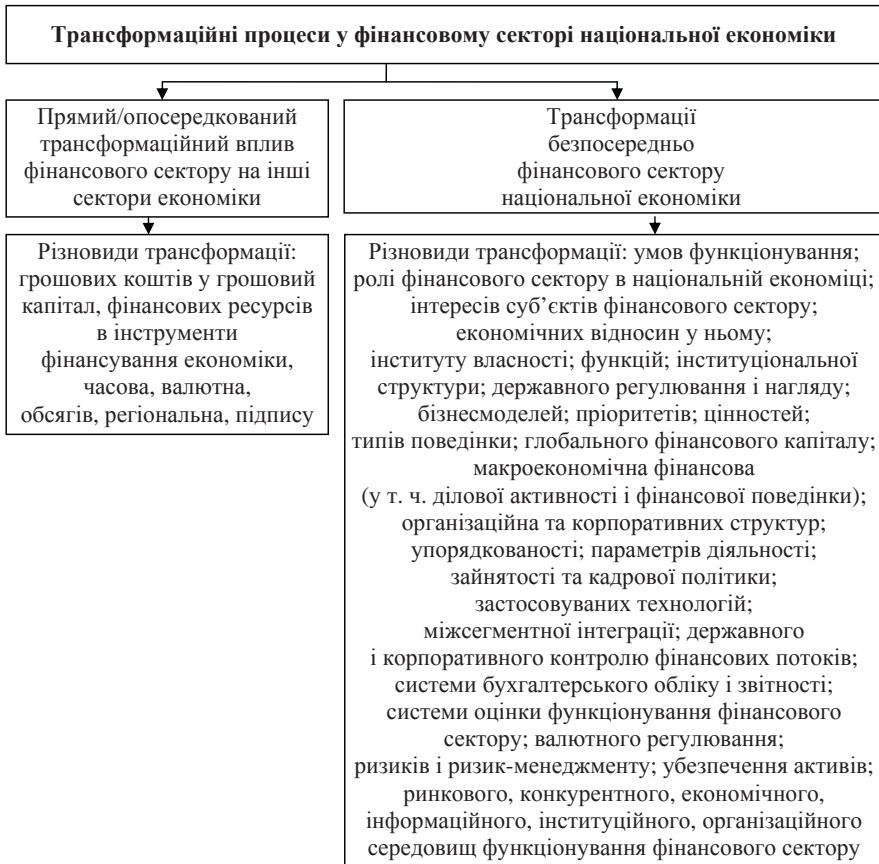 Трансформаційні процеси у фінансовому секторі національної економіки
Прямий/опосередкований
трансформаційний вплив
фінансового сектору на інші
сектори економіки
Трансформації
безпосередньо
фінансового сектору
національної економіки
Різновиди трансформації:
грошових коштів у грошовий
капітал, фінансових ресурсів
в інструменти
фінансування економіки,
часова, валютна,
обсягів, регіональна, підпису
Різновиди трансформації: умов функціонування;
ролі фінансового сектору в національній економіці;
інтересів суб’єктів фінансового сектору;
економічних відносин у ньому;
інституту власності; функцій; інституціональної
структури; державного регулювання і нагляду;
бізнесмоделей; пріоритетів; цінностей;
типів поведінки; глобального фінансового капіталу;
макроекономічна фінансова
(у т. ч. ділової активності і фінансової поведінки);
організаційна та корпоративних структур;
упорядкованості; параметрів діяльності;
зайнятості та кадрової політики;
застосовуваних технологій;
міжсегментної інтеграції; державного
і корпоративного контролю фінансових потоків;
системи бухгалтерського обліку і звітності;
системи оцінки функціонування фінансового
сектору; валютного регулювання;
ризиків і ризик-менеджменту; убезпечення активів;
ринкового, конкурентного, економічного,
інформаційного, інституційного, організаційного
середовищ функціонування фінансового сектору